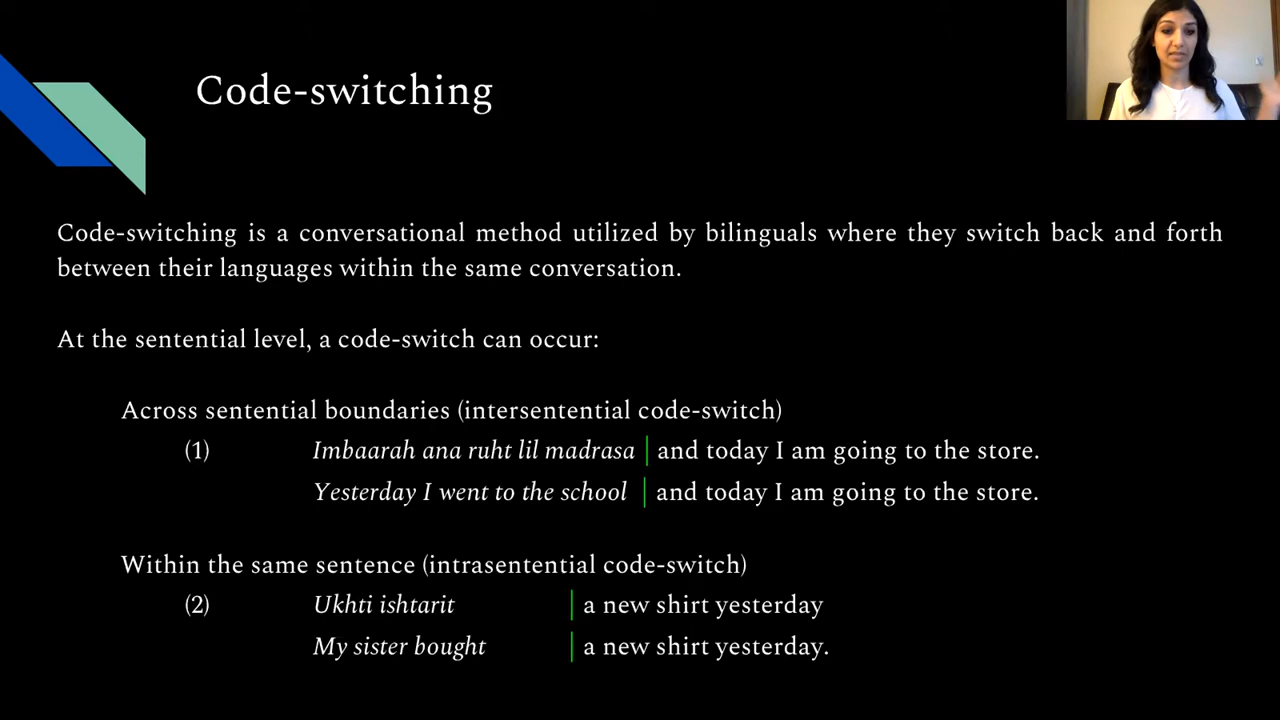 Code-switching
Code-switching is a conversational method utilized by bilinguals where they switch back and forth
between their languages within the same conversation.
At the sentential level, a code-switch can occur:
Across sentential boundaries (intersentential code-switch)
(1) Imbaarah ana ruht lil madrasa | and today I am going to the store.
Yesterday I went to the school | and today I am going to the store.
Within the same sentence (intrasentential code-switch)
(2) Ukhti ishtarit | a new shirt yesterday
My sister bought | a new shirt yesterday.